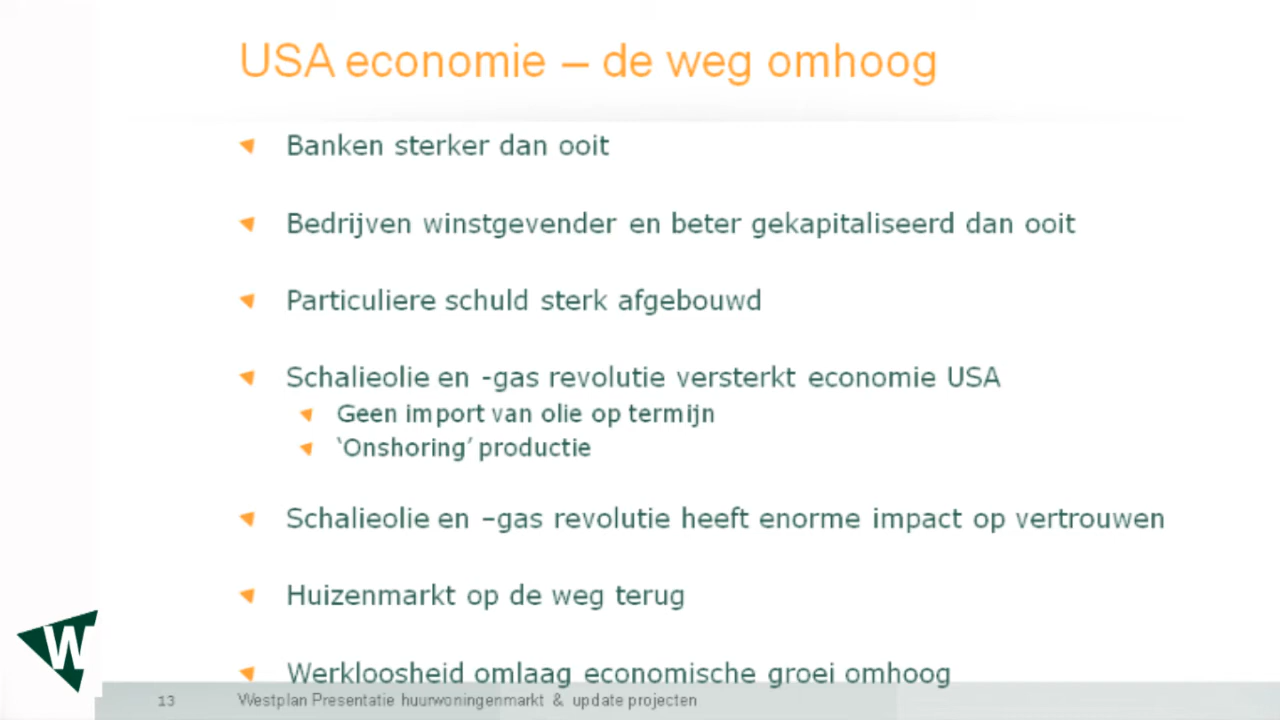 USA economie – de weg omhoog
Banken sterker dan ooit
Bedrijven winstgevender en beter gekapitaliseerd dan ooit
Particuliere schuld sterk afgebouwd
Schalieolie en -gas revolutie versterkt economie USA
Geen import van olie op termijn
‘Onshoring’ productie
Schalieolie en –gas revolutie heeft enorme impact op vertrouwen
Huizenmarkt op de weg terug
Werkloosheid omlaag economische groei omhoog
W
13 Westplan Presentatie huurwoningenmarkt & update projecten